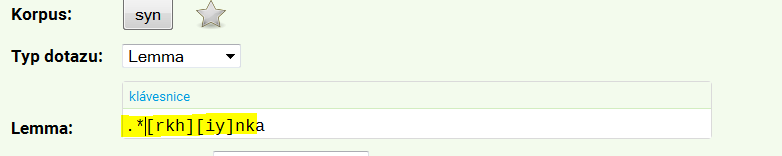 Korpus: syn
Typ dotazu: Lemma
klávesnice
Lemma: .*[rkh][iy]nka